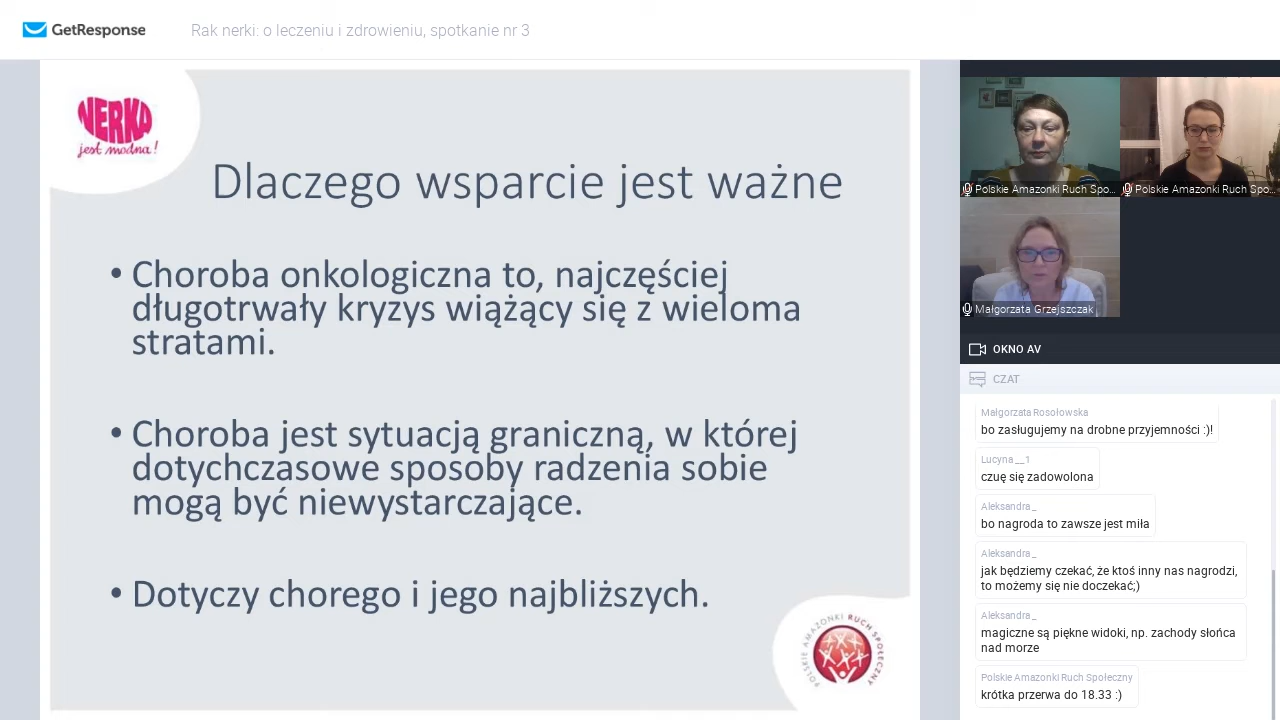 GetResponse
Rak nerki: o leczeniu i zdrowieniu, spotkanie nr 3
NERKA
jest modna!
Dlaczego wsparcie jest ważne
• Choroba onkologiczna to, najczęściej
długotrwały kryzys wiążący się z wieloma
stratami.
• Choroba jest sytuacją graniczną, w której
dotychczasowe sposoby radzenia sobie
mogą być niewystarczające.
• Dotyczy chorego i jego najbliższych.
POLSKIE AMAZONKI RUCH SPOŁECZNY
Polskie Amazonki Ruch Spo...
Polskie Amazonki Ruch Spo...
Małgorzata Grzejszczak
OKNO AV
CZAT
Małgorzata Rosołowska
bo zasługujemy na drobne przyjemności :)!
Lucyna __1
czuę się zadowolona
Aleksandra _
bo nagroda to zawsze jest miła
Aleksandra _
jak będziemy czekać, że ktoś inny nas nagrodzi,
to możemy się nie doczekać;)
Aleksandra _
magiczne są piękne widoki, np. zachody słońca
nad morze
Polskie Amazonki Ruch Społeczny
krótka przerwa do 18.33 :)